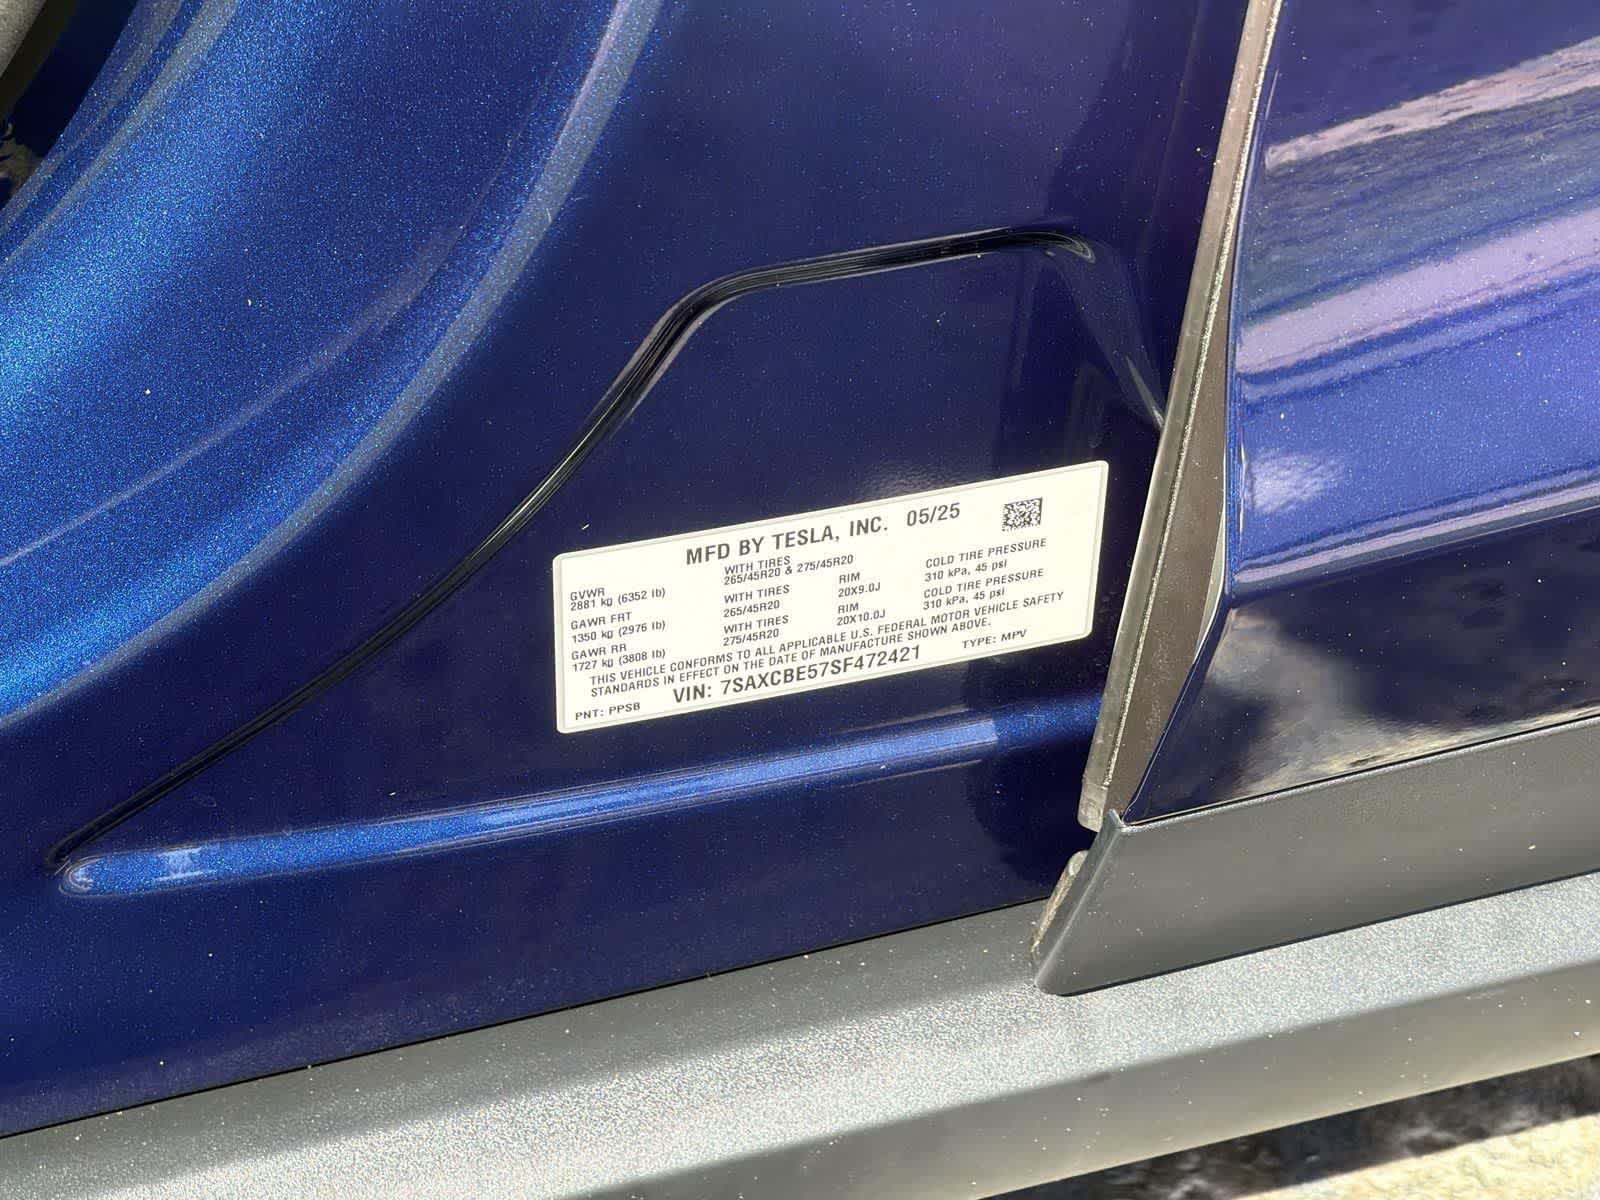 MFD BY TESLA, INC. 05/25
GVWR WITH TIRES COLD TIRE PRESSURE
2881 kg (6352 lb) 265/45R20 & 275/45R20 310 kPa, 45 psi
GAWR FRT WITH TIRES RIM COLD TIRE PRESSURE
1350 kg (2976 lb) 265/45R20 20X9.0J 310 kPa, 45 psi
GAWR RR WITH TIRES RIM
1727 kg (3808 lb) 275/45R20 20X10.0J
THIS VEHICLE CONFORMS TO ALL APPLICABLE U.S. FEDERAL MOTOR VEHICLE SAFETY
STANDARDS IN EFFECT ON THE DATE OF MANUFACTURE SHOWN ABOVE.
PNT: PPSB VIN: 7SAXCBE57SF472421 TYPE: MPV